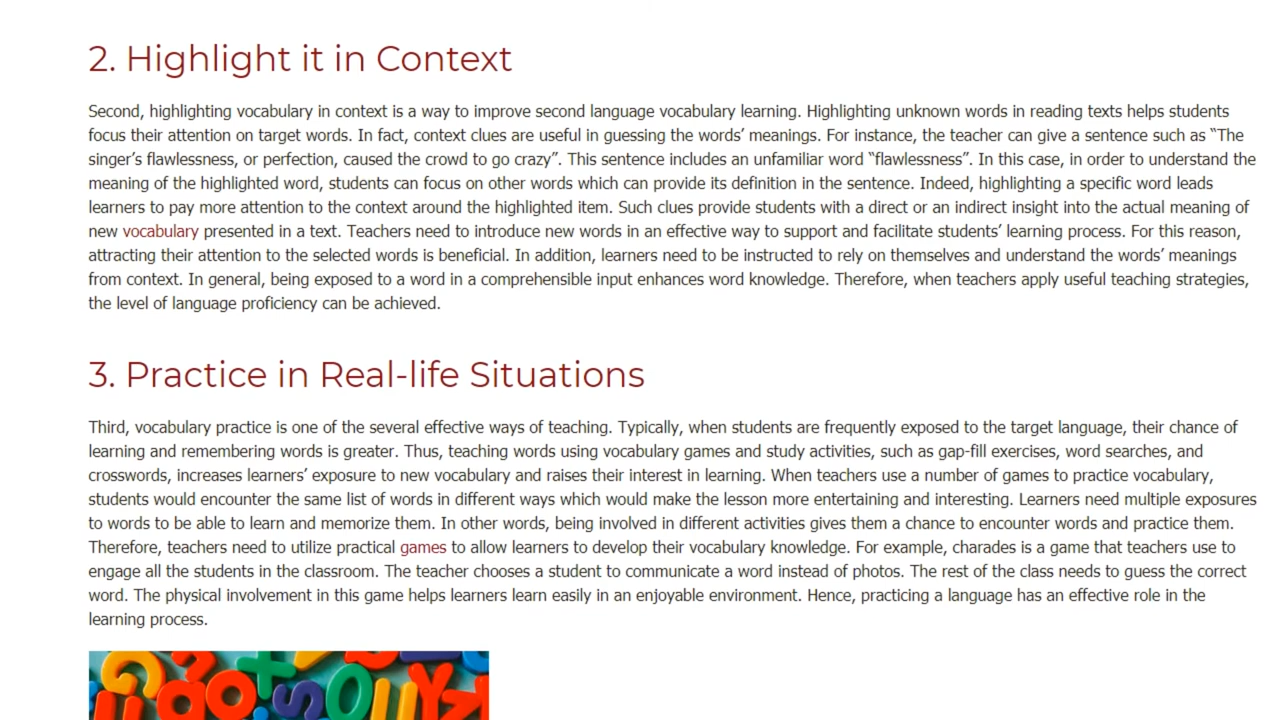 2. Highlight it in Context
Second, highlighting vocabulary in context is a way to improve second language vocabulary learning. Highlighting unknown words in reading texts helps students
focus their attention on target words. In fact, context clues are useful in guessing the words’ meanings. For instance, the teacher can give a sentence such as “The
singer’s flawlessness, or perfection, caused the crowd to go crazy”. This sentence includes an unfamiliar word “flawlessness”. In this case, in order to understand the
meaning of the highlighted word, students can focus on other words which can provide its definition in the sentence. Indeed, highlighting a specific word leads
learners to pay more attention to the context around the highlighted item. Such clues provide students with a direct or an indirect insight into the actual meaning of
new vocabulary presented in a text. Teachers need to introduce new words in an effective way to support and facilitate students’ learning process. For this reason,
attracting their attention to the selected words is beneficial. In addition, learners need to be instructed to rely on themselves and understand the words’ meanings
from context. In general, being exposed to a word in a comprehensible input enhances word knowledge. Therefore, when teachers apply useful teaching strategies,
the level of language proficiency can be achieved.
3. Practice in Real-life Situations
Third, vocabulary practice is one of the several effective ways of teaching. Typically, when students are frequently exposed to the target language, their chance of
learning and remembering words is greater. Thus, teaching words using vocabulary games and study activities, such as gap-fill exercises, word searches, and
crosswords, increases learners’ exposure to new vocabulary and raises their interest in learning. When teachers use a number of games to practice vocabulary,
students would encounter the same list of words in different ways which would make the lesson more entertaining and interesting. Learners need multiple exposures
to words to be able to learn and memorize them. In other words, being involved in different activities gives them a chance to encounter words and practice them.
Therefore, teachers need to utilize practical games to allow learners to develop their vocabulary knowledge. For example, charades is a game that teachers use to
engage all the students in the classroom. The teacher chooses a student to communicate a word instead of photos. The rest of the class needs to guess the correct
word. The physical involvement in this game helps learners learn easily in an enjoyable environment. Hence, practicing a language has an effective role in the
learning process.